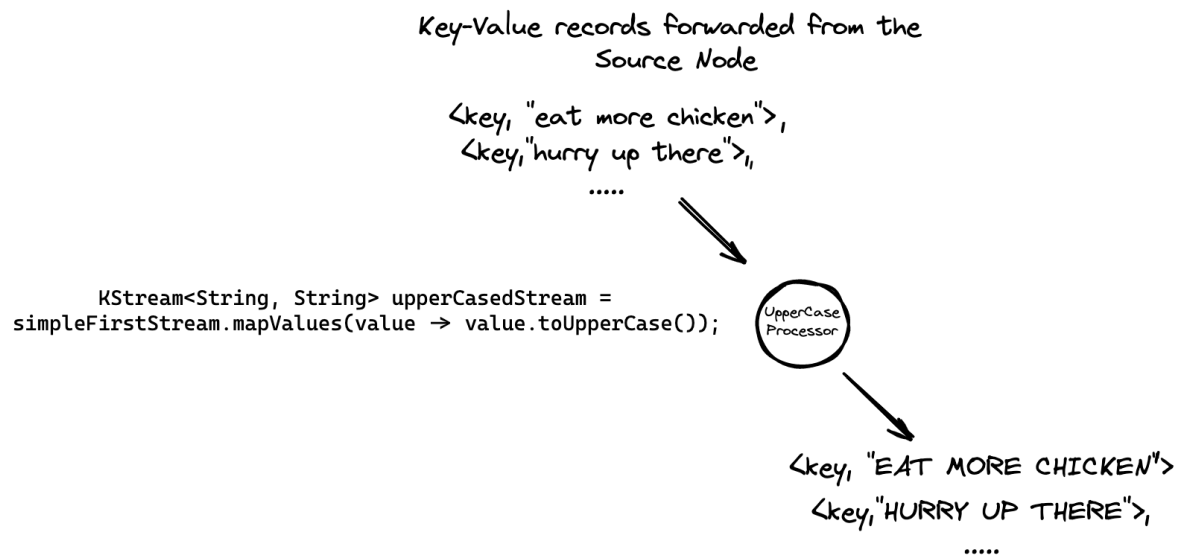 Key-Value records forwarded from the
Source Node
<key, "eat more chicken">,
<key,"hurry up there">,,
.....
KStream<String, String> upperCasedStream =
simpleFirstStream.mapValues(value → value.toUpperCase());
UpperCase
Processor
<key, "EAT MORE CHICKEN">
<key,"HURRY UP THERE">,
.....